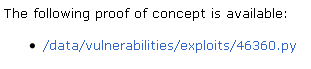 The following proof of concept is available:
• /data/vulnerabilities/exploits/46360.py